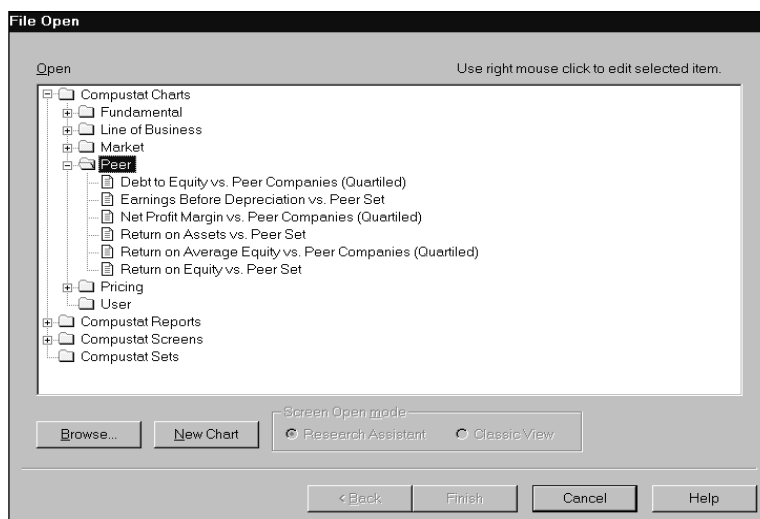 File Open
Open
Use right mouse click to edit selected item.
Compustat Charts
Fundamental
Line of Business
Market
Peer
Debt to Equity vs. Peer Companies (Quartiled)
Earnings Before Depreciation vs. Peer Set
Net Profit Margin vs. Peer Companies (Quartiled)
Return on Assets vs. Peer Set
Return on Average Equity vs. Peer Companies (Quartiled)
Return on Equity vs. Peer Set
Pricing
User
Compustat Reports
Compustat Screens
Compustat Sets
Screen Open mode
Browse...
New Chart
Research Assistant
Classic View
< Back
Finish
Cancel
Help